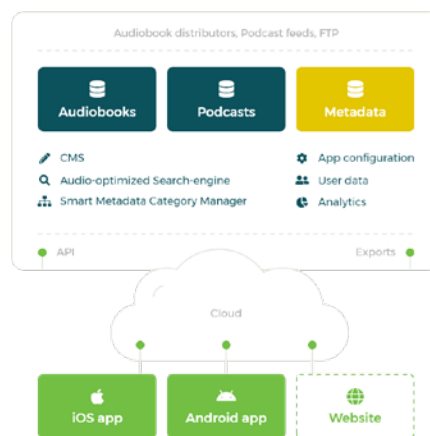 Audiobook distributors, Podcast feeds, FTP
Audiobooks
Podcasts
Metadata
CMS
Audio-optimized Search-engine
Smart Metadata Category Manager
App configuration
User data
Analytics
API
Exports
Cloud
iOS app
Android app
Website